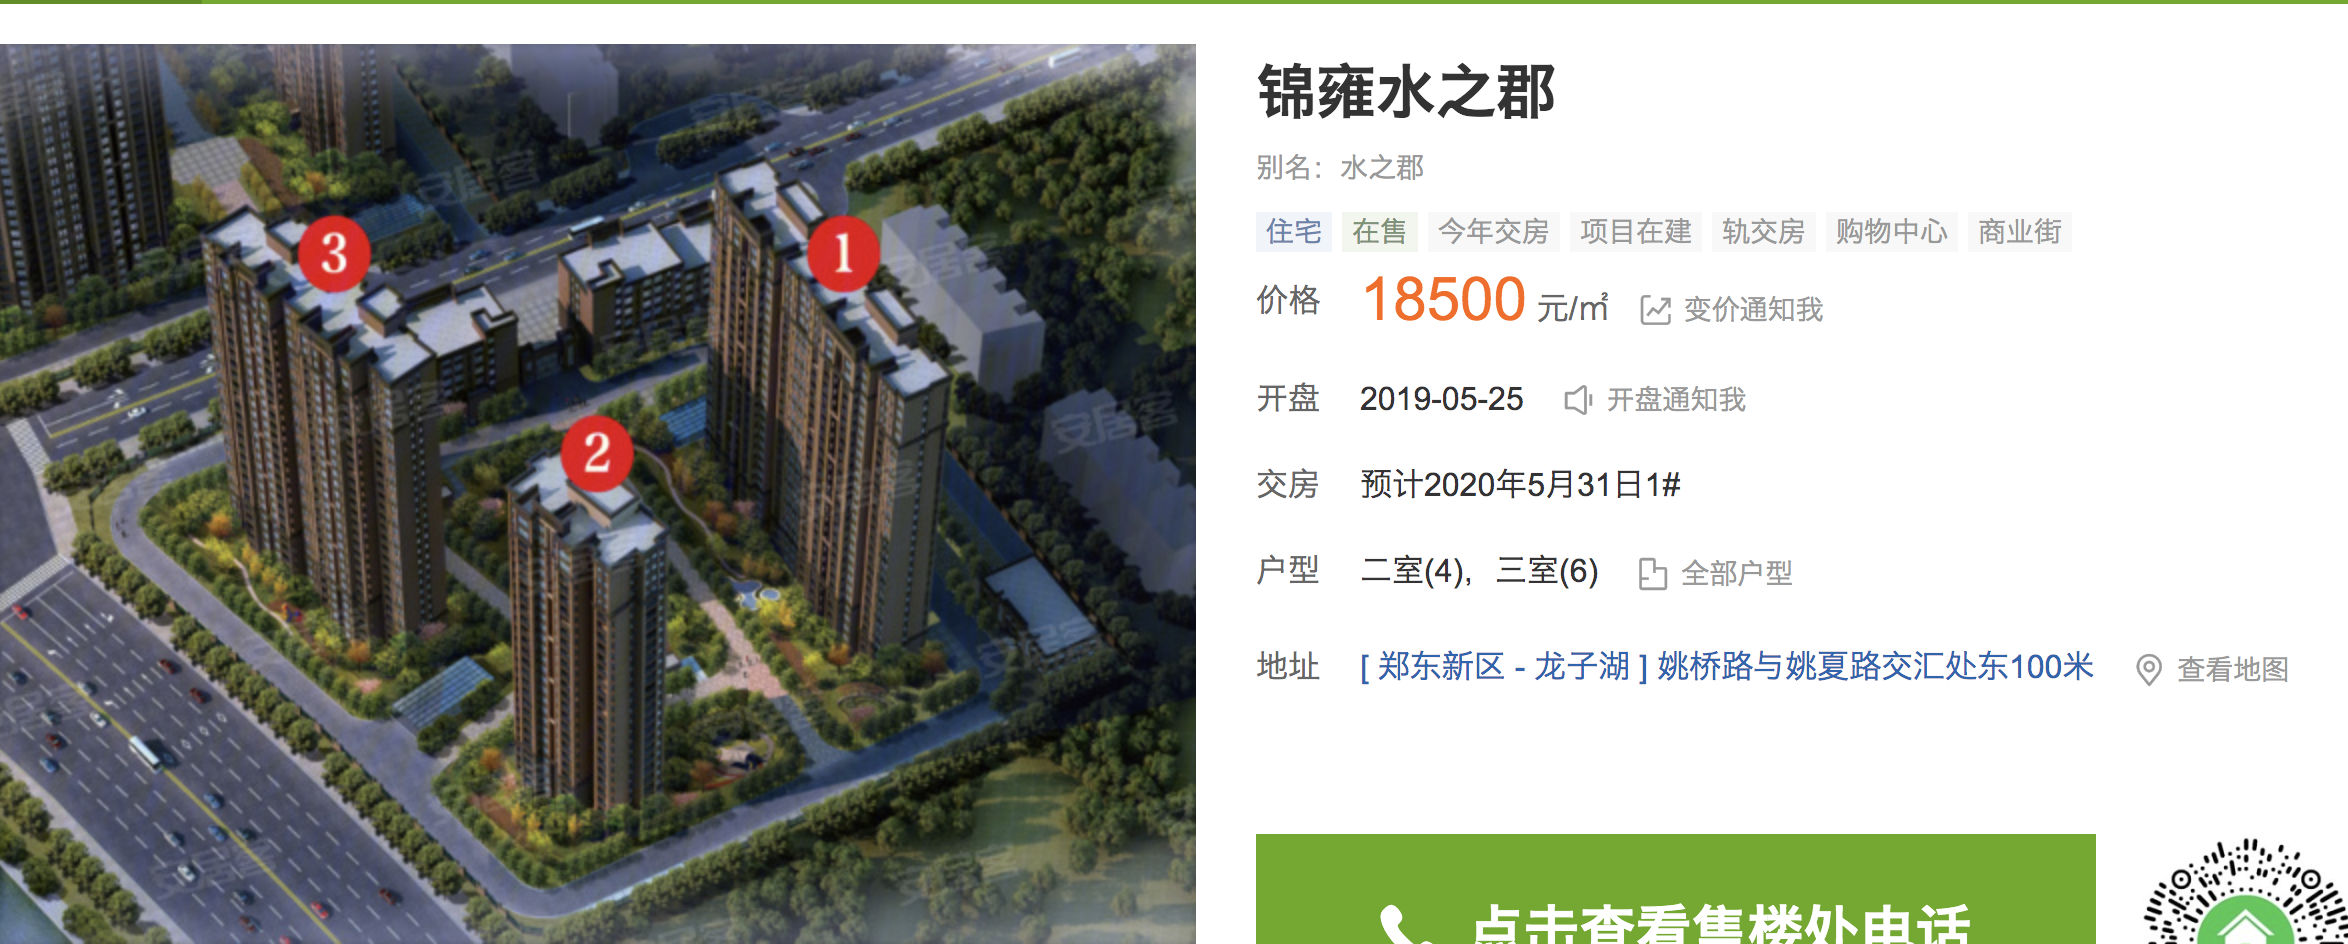 锦雍水之郡
别名：水之郡
住宅 在售 今年交房 项目在建 轨交房 购物中心 商业街
价格 18500 元/㎡ 变价通知我
开盘 2019-05-25 开盘通知我
交房 预计2020年5月31日1#
户型 二室(4)，三室(6) 全部户型
地址 [ 郑东新区 - 龙子湖 ] 姚桥路与姚夏路交汇处东100米 查看地图
点击查看售楼处电话
3
1
2
安居客
安居客
安居客